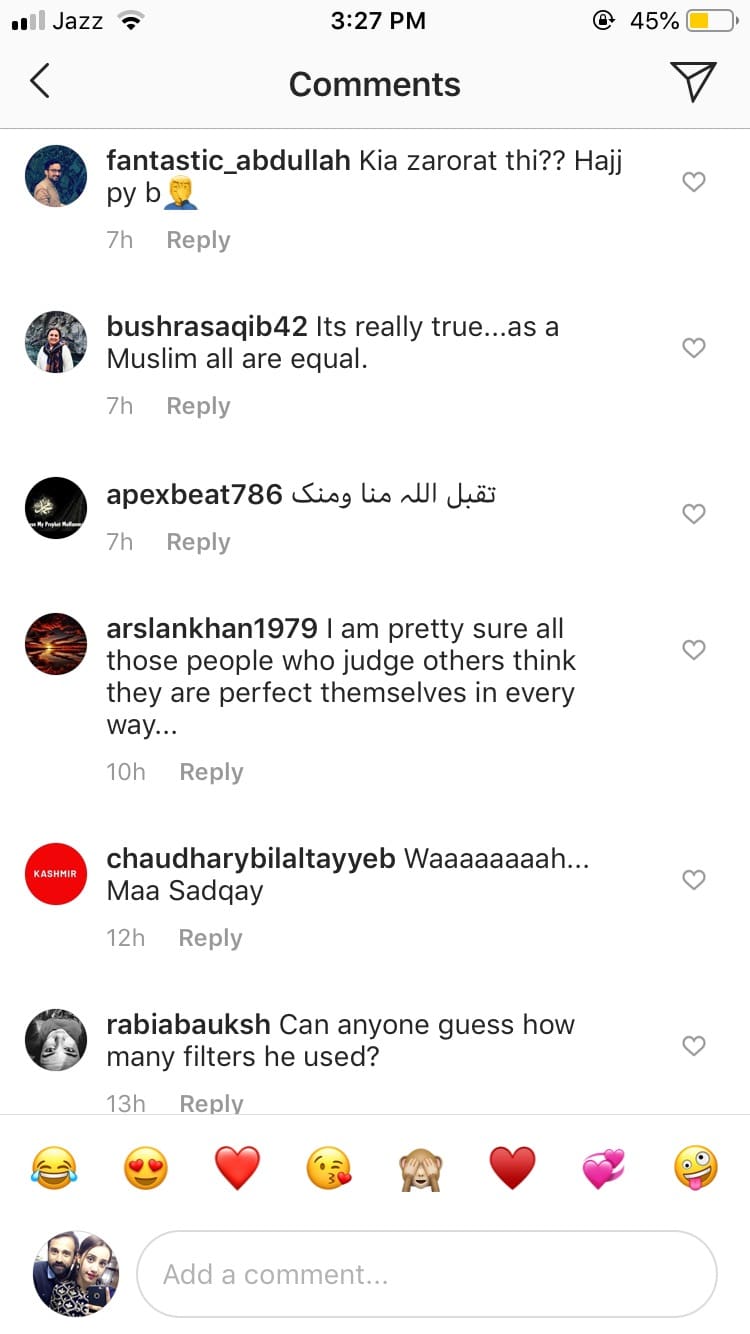 Jazz 3:27 PM 45%
Comments
fantastic_abdullah Kia zarorat thi?? Hajj
py b🤦‍♂️
7h Reply
bushrasaqib42 Its really true...as a
Muslim all are equal.
7h Reply
apexbeat786 تقبل اللہ منا ومنک
7h Reply
arslankhan1979 I am pretty sure all
those people who judge others think
they are perfect themselves in every
way...
10h Reply
KASHMIR
chaudharybilaltayyeb Waaaaaaaah...
Maa Sadqay
12h Reply
rabiabauksh Can anyone guess how
many filters he used?
13h Reply
😂 😍 ❤️ 😘 🙈 ♥️ 💞 🤪
Add a comment...